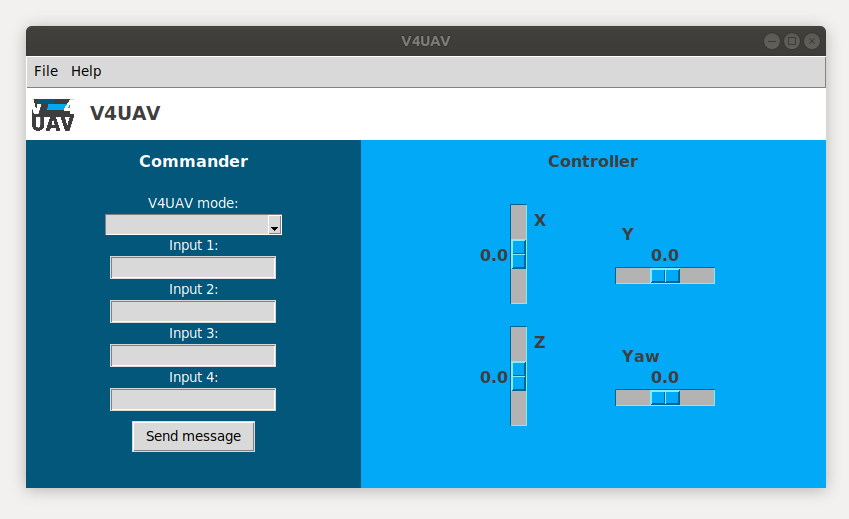 V4UAV
File Help
UAV
V4UAV
Commander
V4UAV mode:
Input 1:
Input 2:
Input 3:
Input 4:
Send message
Controller
X
0.0
Y
0.0
Z
0.0
Yaw
0.0